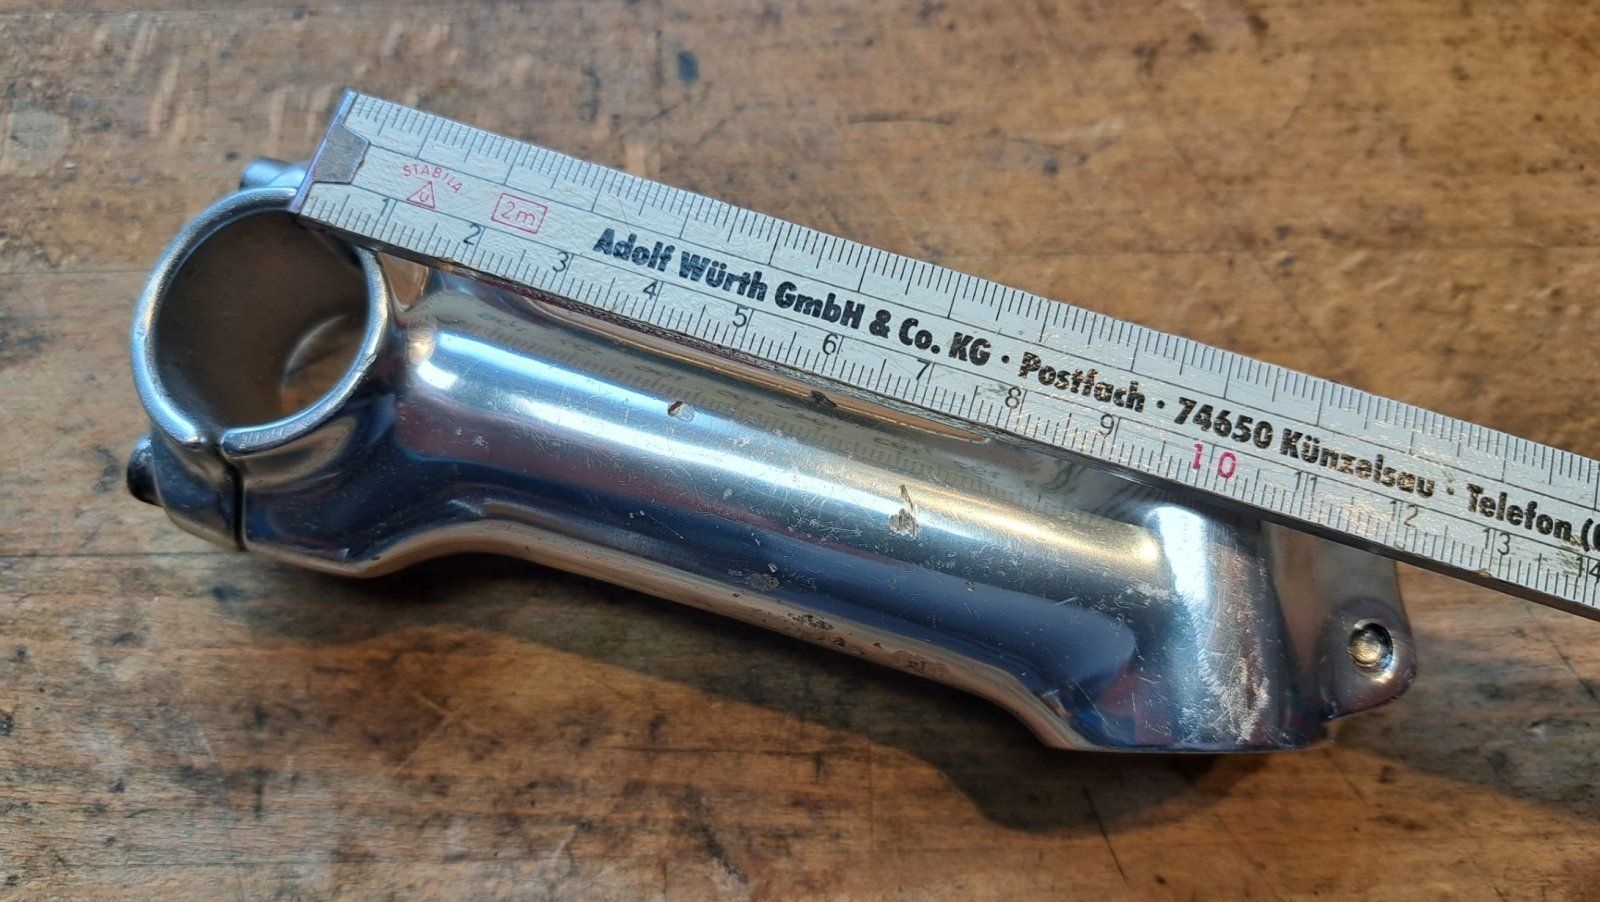 STABILA
2m
Adolf Würth GmbH & Co. KG · Postfach · 74650 Künzelsau · Telefon (
1 2 3 4 5 6 7 8 9 10 11 12 13 14